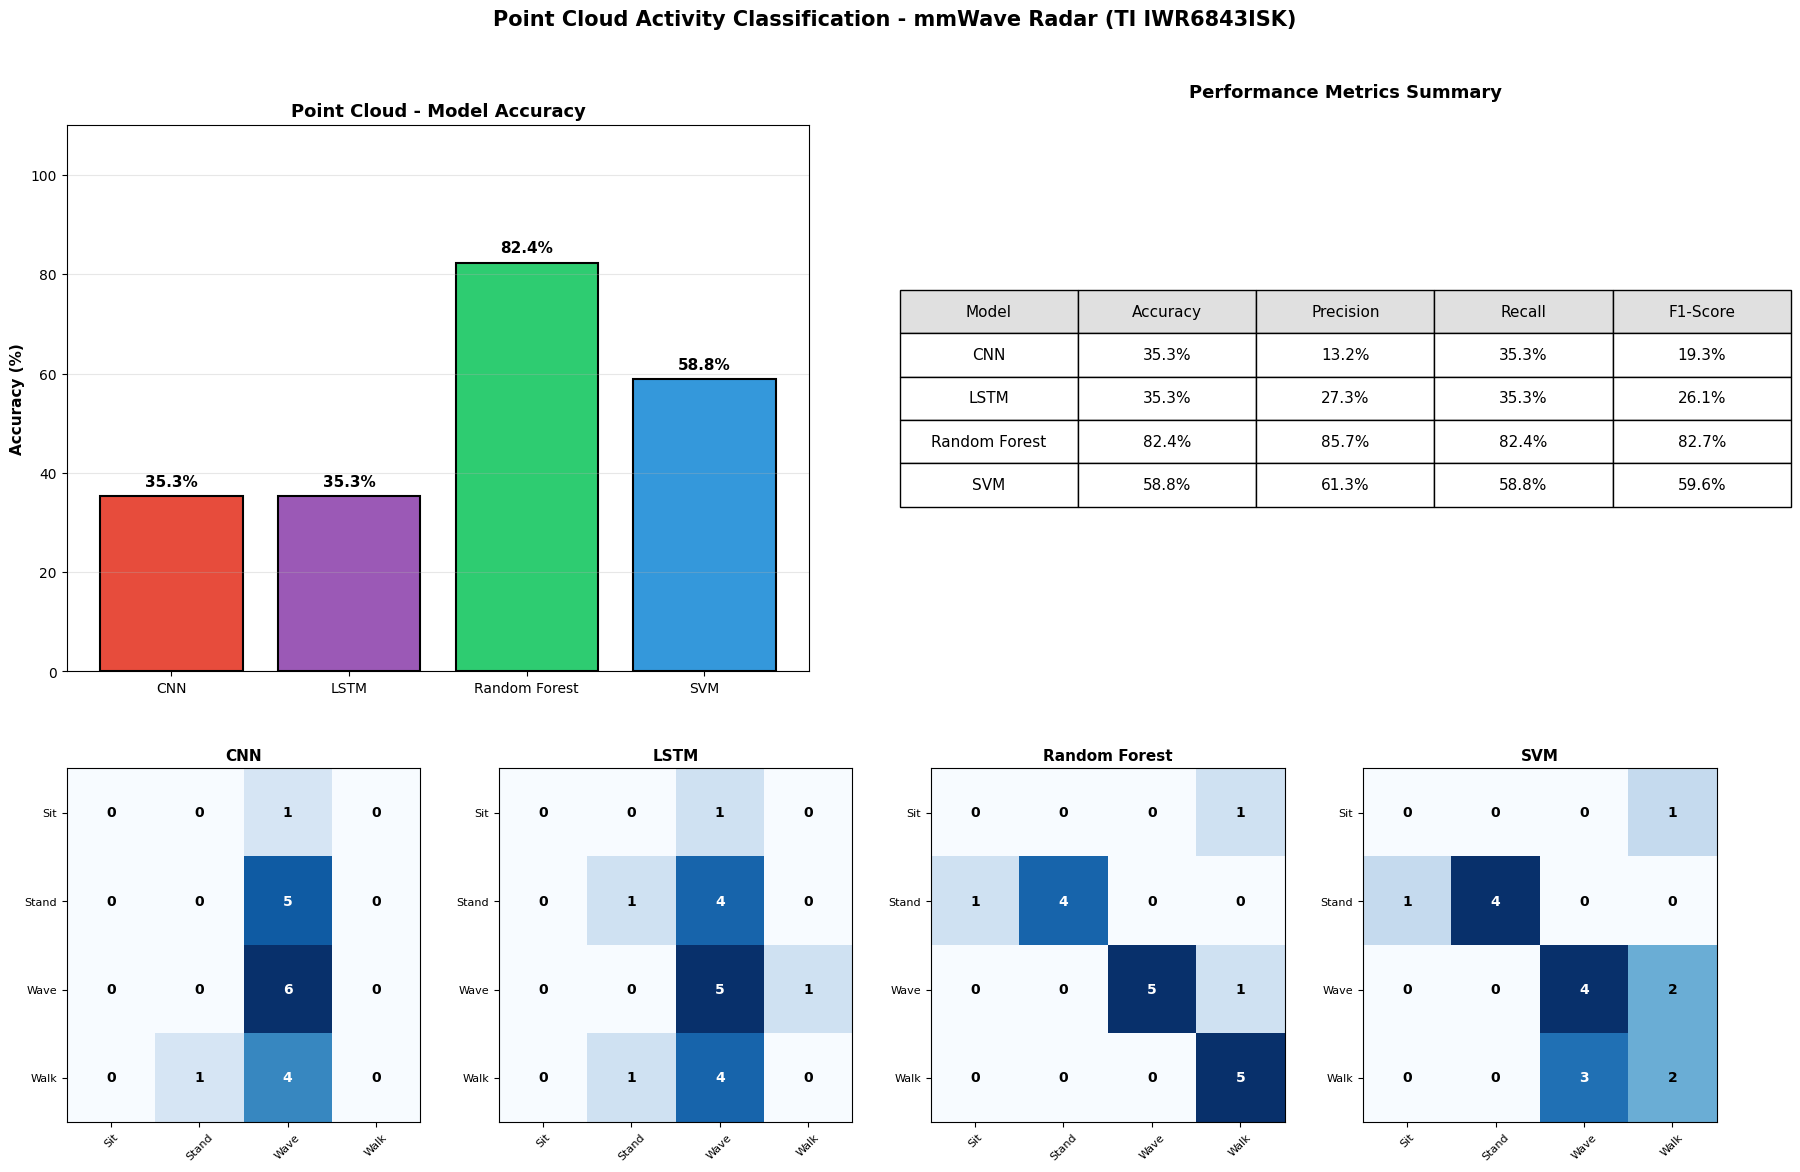 Point Cloud Activity Classification - mmWave Radar (TI IWR6843ISK)
Point Cloud - Model Accuracy
Accuracy (%)
100
80
60
40
20
0
35.3%
35.3%
82.4%
58.8%
CNN LSTM Random Forest SVM
Performance Metrics Summary
Model Accuracy Precision Recall F1-Score
CNN 35.3% 13.2% 35.3% 19.3%
LSTM 35.3% 27.3% 35.3% 26.1%
Random Forest 82.4% 85.7% 82.4% 82.7%
SVM 58.8% 61.3% 58.8% 59.6%
CNN
Sit 0 0 1 0
Stand 0 0 5 0
Wave 0 0 6 0
Walk 0 1 4 0
Sit Stand Wave Walk
LSTM
Sit 0 0 1 0
Stand 0 1 4 0
Wave 0 0 5 1
Walk 0 1 4 0
Sit Stand Wave Walk
Random Forest
Sit 0 0 0 1
Stand 1 4 0 0
Wave 0 0 5 1
Walk 0 0 0 5
Sit Stand Wave Walk
SVM
Sit 0 0 0 1
Stand 1 4 0 0
Wave 0 0 4 2
Walk 0 0 3 2
Sit Stand Wave Walk